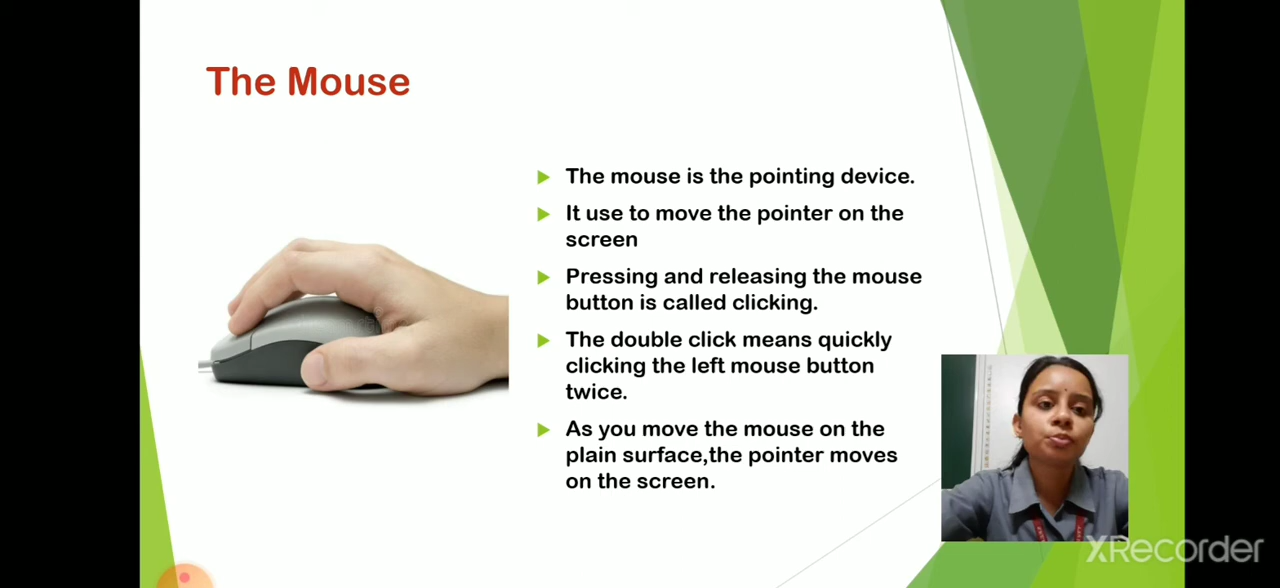 The Mouse
The mouse is the pointing device.
It use to move the pointer on the
screen
Pressing and releasing the mouse
button is called clicking.
The double click means quickly
clicking the left mouse button
twice.
As you move the mouse on the
plain surface,the pointer moves
on the screen.
XRecorder